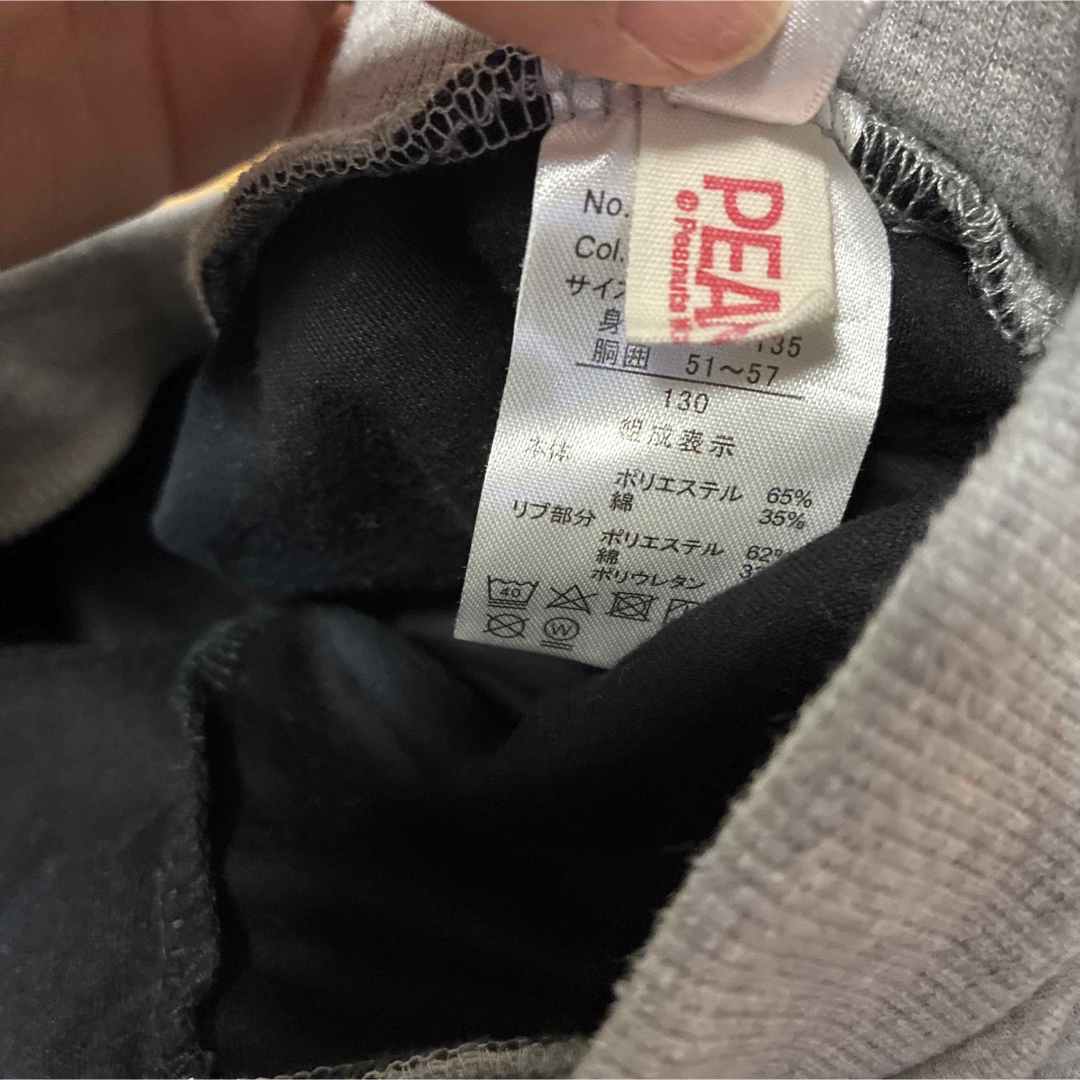 PEA
© Peanuts
No.
Col.
サイズ
身 135
胴囲 51～57
130
組成表示
本体
ポリエステル 65%
綿 35%
リブ部分
ポリエステル 62%
綿
ポリウレタン
40
W